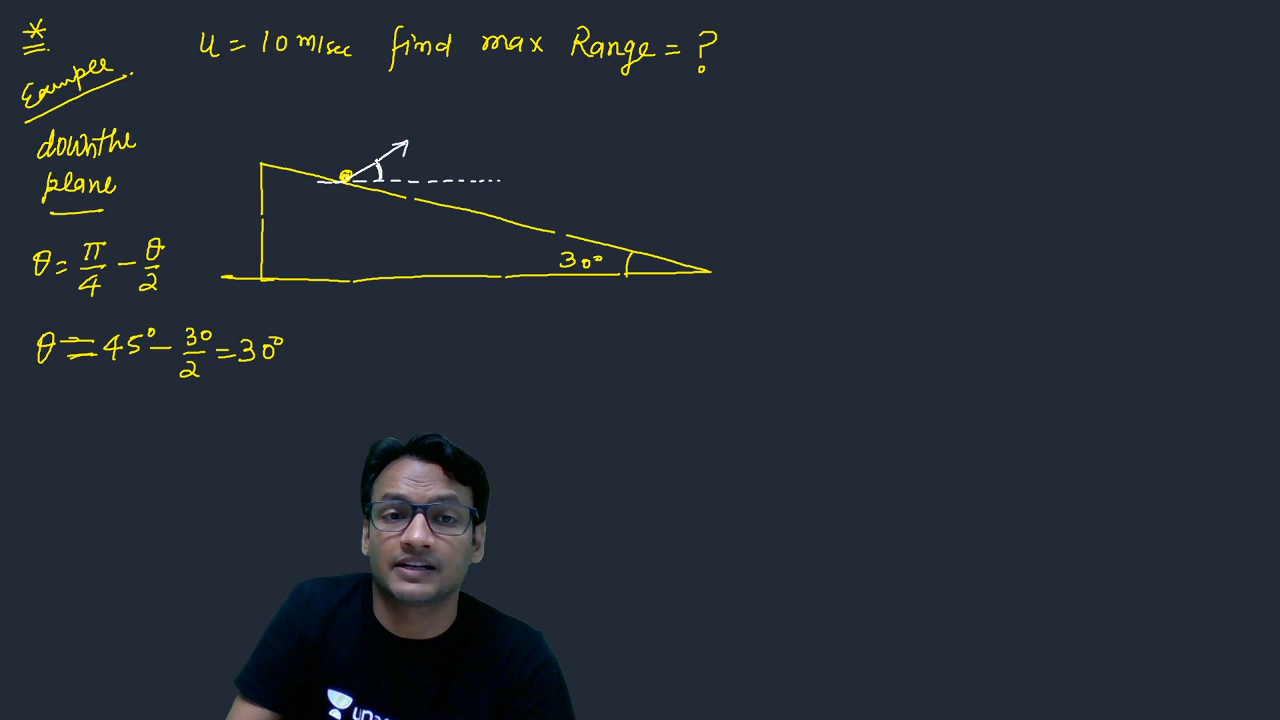 *
u = 10 m/sec find max Range = ?
Example
down the
plane
θ = π/4 - θ/2
30°
θ = 45° - 30/2 = 30°